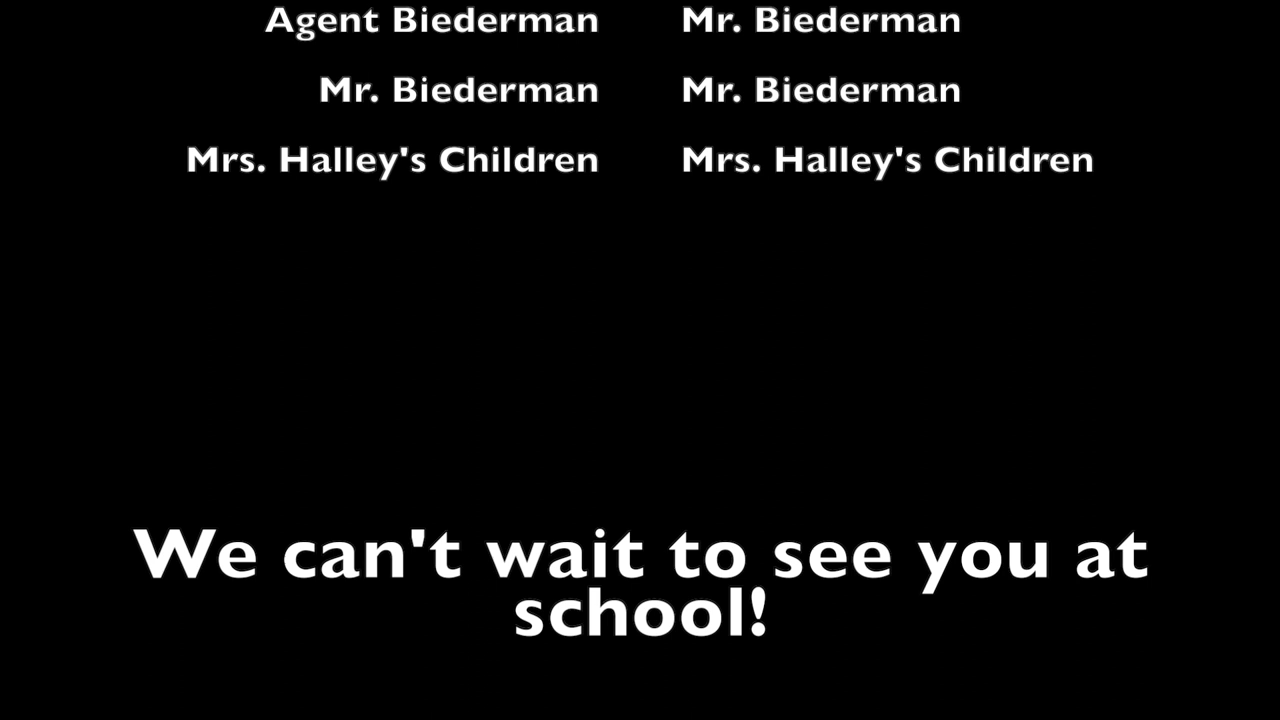 Agent Biederman Mr. Biederman
Mr. Biederman Mr. Biederman
Mrs. Halley's Children Mrs. Halley's Children
We can't wait to see you at
school!